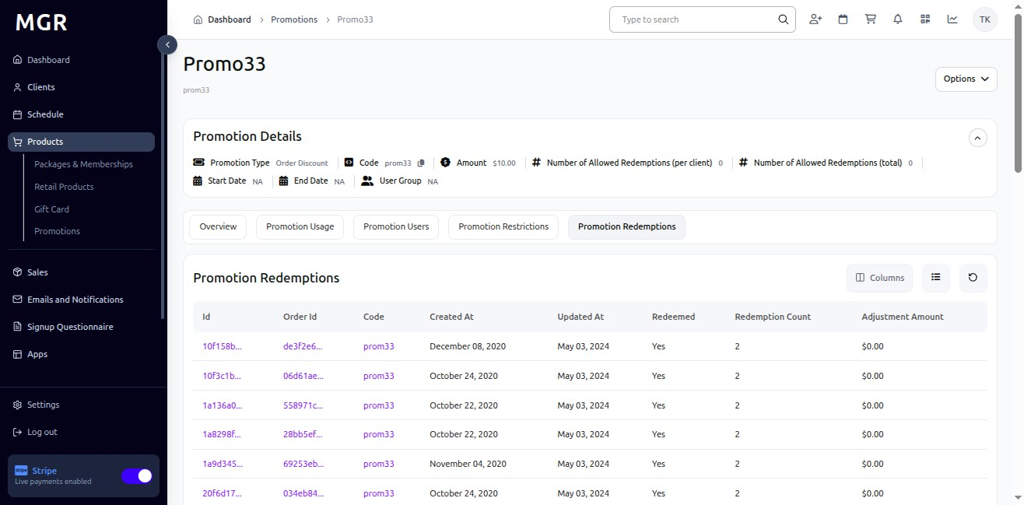 MGR
Dashboard
Clients
Schedule
Products
Packages & Memberships
Retail Products
Gift Card
Promotions
Sales
Emails and Notifications
Signup Questionnaire
Apps
Settings
Log out
Stripe
Live payments enabled
Dashboard > Promotions > Promo33
Type to search
TK
Promo33
prom33
Options
Promotion Details
Promotion Type Order Discount Code prom33 Amount $10.00 Number of Allowed Redemptions (per client) 0 Number of Allowed Redemptions (total) 0
Start Date NA End Date NA User Group NA
Overview Promotion Usage Promotion Users Promotion Restrictions Promotion Redemptions
Promotion Redemptions
Columns
Id Order Id Code Created At Updated At Redeemed Redemption Count Adjustment Amount
10f158b... de3f2e6... prom33 December 08, 2020 May 03, 2024 Yes 2 $0.00
10f3c1b... 06d61ae... prom33 October 24, 2020 May 03, 2024 Yes 2 $0.00
1a136a0... 558971c... prom33 October 22, 2020 May 03, 2024 Yes 2 $0.00
1a8298f... 28bb5ef... prom33 October 22, 2020 May 03, 2024 Yes 2 $0.00
1a9d345... 69253eb... prom33 November 04, 2020 May 03, 2024 Yes 2 $0.00
20f6d17... 034eb84... prom33 October 24, 2020 May 03, 2024 Yes 2 $0.00